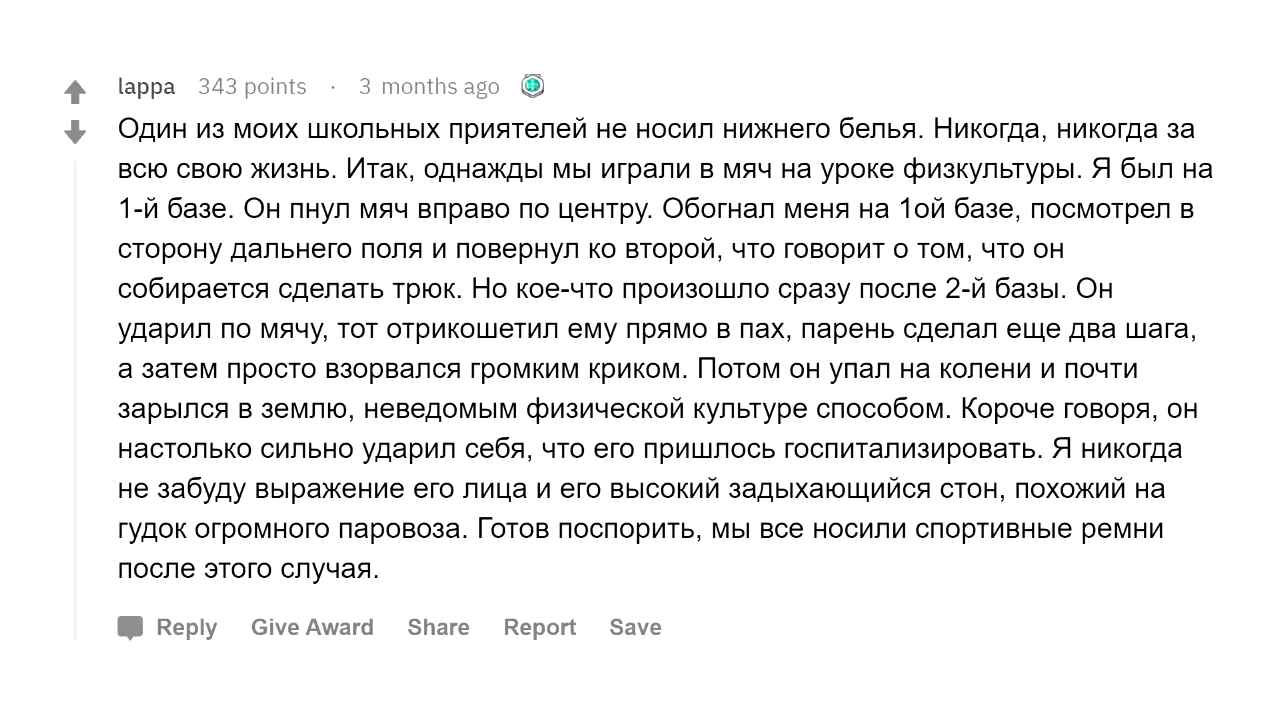 lappa 343 points · 3 months ago
Один из моих школьных приятелей не носил нижнего белья. Никогда, никогда за
всю свою жизнь. Итак, однажды мы играли в мяч на уроке физкультуры. Я был на
1-й базе. Он пнул мяч вправо по центру. Обогнал меня на 1ой базе, посмотрел в
сторону дальнего поля и повернул ко второй, что говорит о том, что он
собирается сделать трюк. Но кое-что произошло сразу после 2-й базы. Он
ударил по мячу, тот отрикошетил ему прямо в пах, парень сделал еще два шага,
а затем просто взорвался громким криком. Потом он упал на колени и почти
зарылся в землю, неведомым физической культуре способом. Короче говоря, он
настолько сильно ударил себя, что его пришлось госпитализировать. Я никогда
не забуду выражение его лица и его высокий задыхающийся стон, похожий на
гудок огромного паровоза. Готов поспорить, мы все носили спортивные ремни
после этого случая.
Reply Give Award Share Report Save